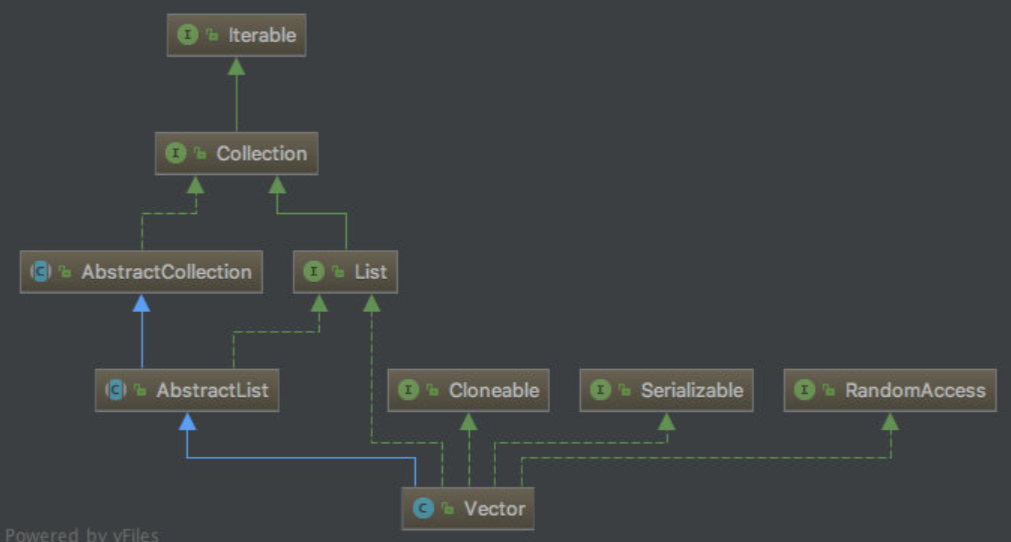 Iterable
Collection
AbstractCollection
List
AbstractList
Cloneable
Serializable
RandomAccess
Vector
Powered by yFiles